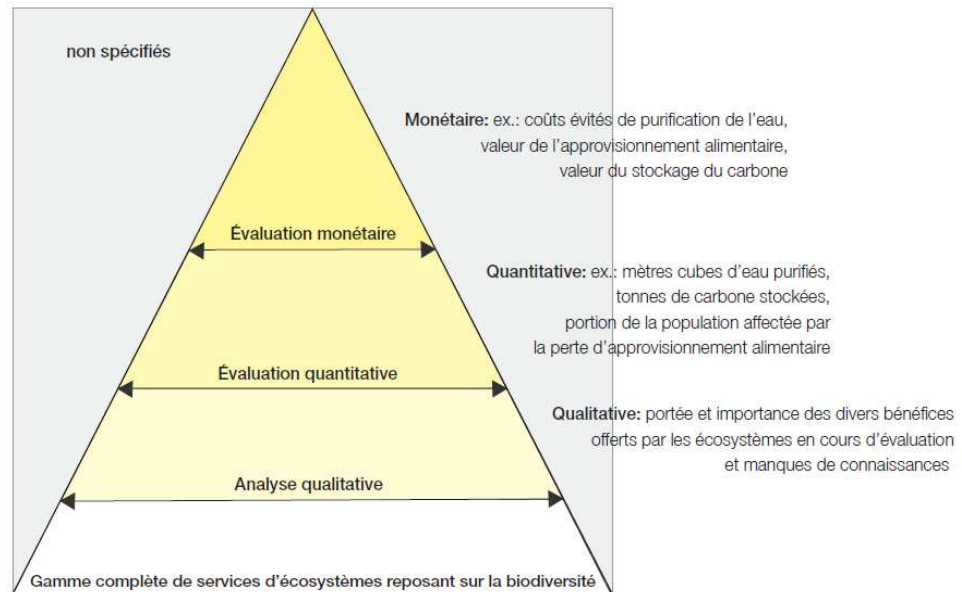 non spécifiés
Monétaire: ex.: coûts évités de purification de l'eau,
valeur de l'approvisionnement alimentaire,
valeur du stockage du carbone
Évaluation monétaire
Quantitative: ex.: mètres cubes d'eau purifiés,
tonnes de carbone stockées,
portion de la population affectée par
la perte d'approvisionnement alimentaire
Évaluation quantitative
Qualitative: portée et importance des divers bénéfices
offerts par les écosystèmes en cours d'évaluation
et manques de connaissances
Analyse qualitative
Gamme complète de services d'écosystèmes reposant sur la biodiversité